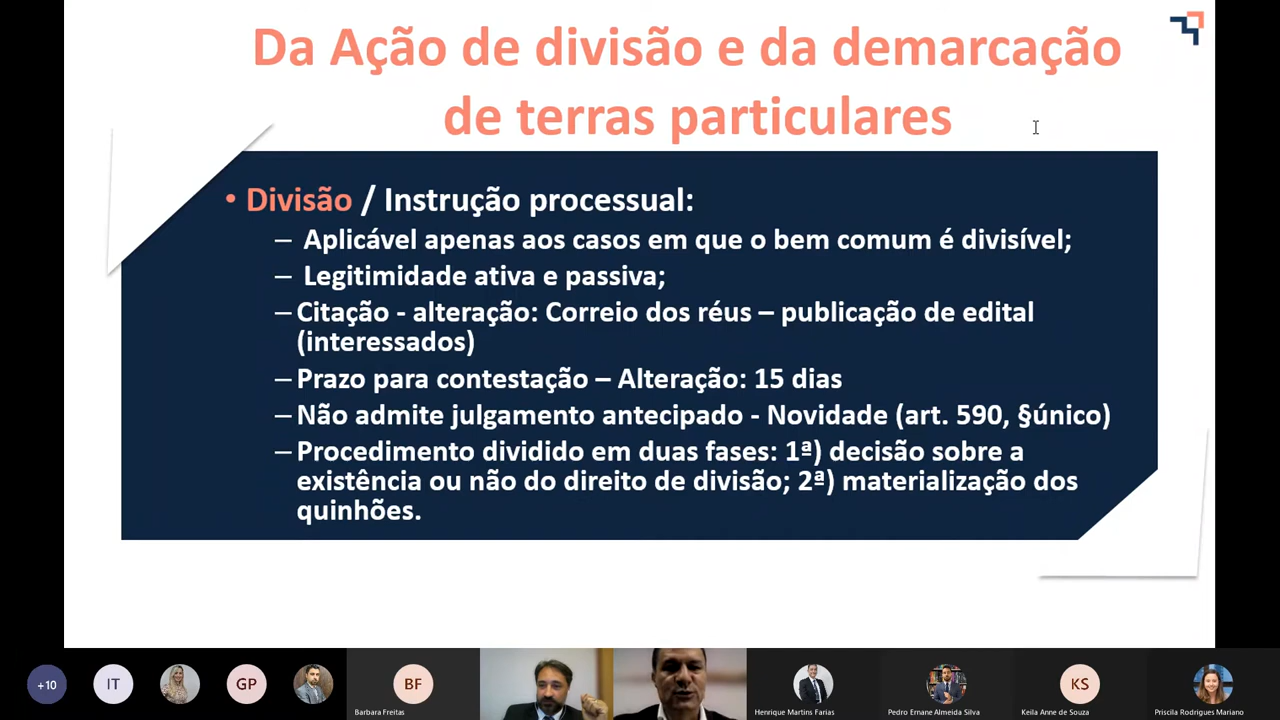 Da Ação de divisão e da demarcação
de terras particulares
• Divisão / Instrução processual:
– Aplicável apenas aos casos em que o bem comum é divisível;
– Legitimidade ativa e passiva;
– Citação - alteração: Correio dos réus – publicação de edital
(interessados)
– Prazo para contestação – Alteração: 15 dias
– Não admite julgamento antecipado - Novidade (art. 590, §único)
– Procedimento dividido em duas fases: 1ª) decisão sobre a
existência ou não do direito de divisão; 2ª) materialização dos
quinhões.
+10
IT
GP
BF
KS
Barbara Freitas
Henrique Martins Farias
Pedro Ernane Almeida Silva
Keila Anne de Souza
Priscila Rodrigues Mariano